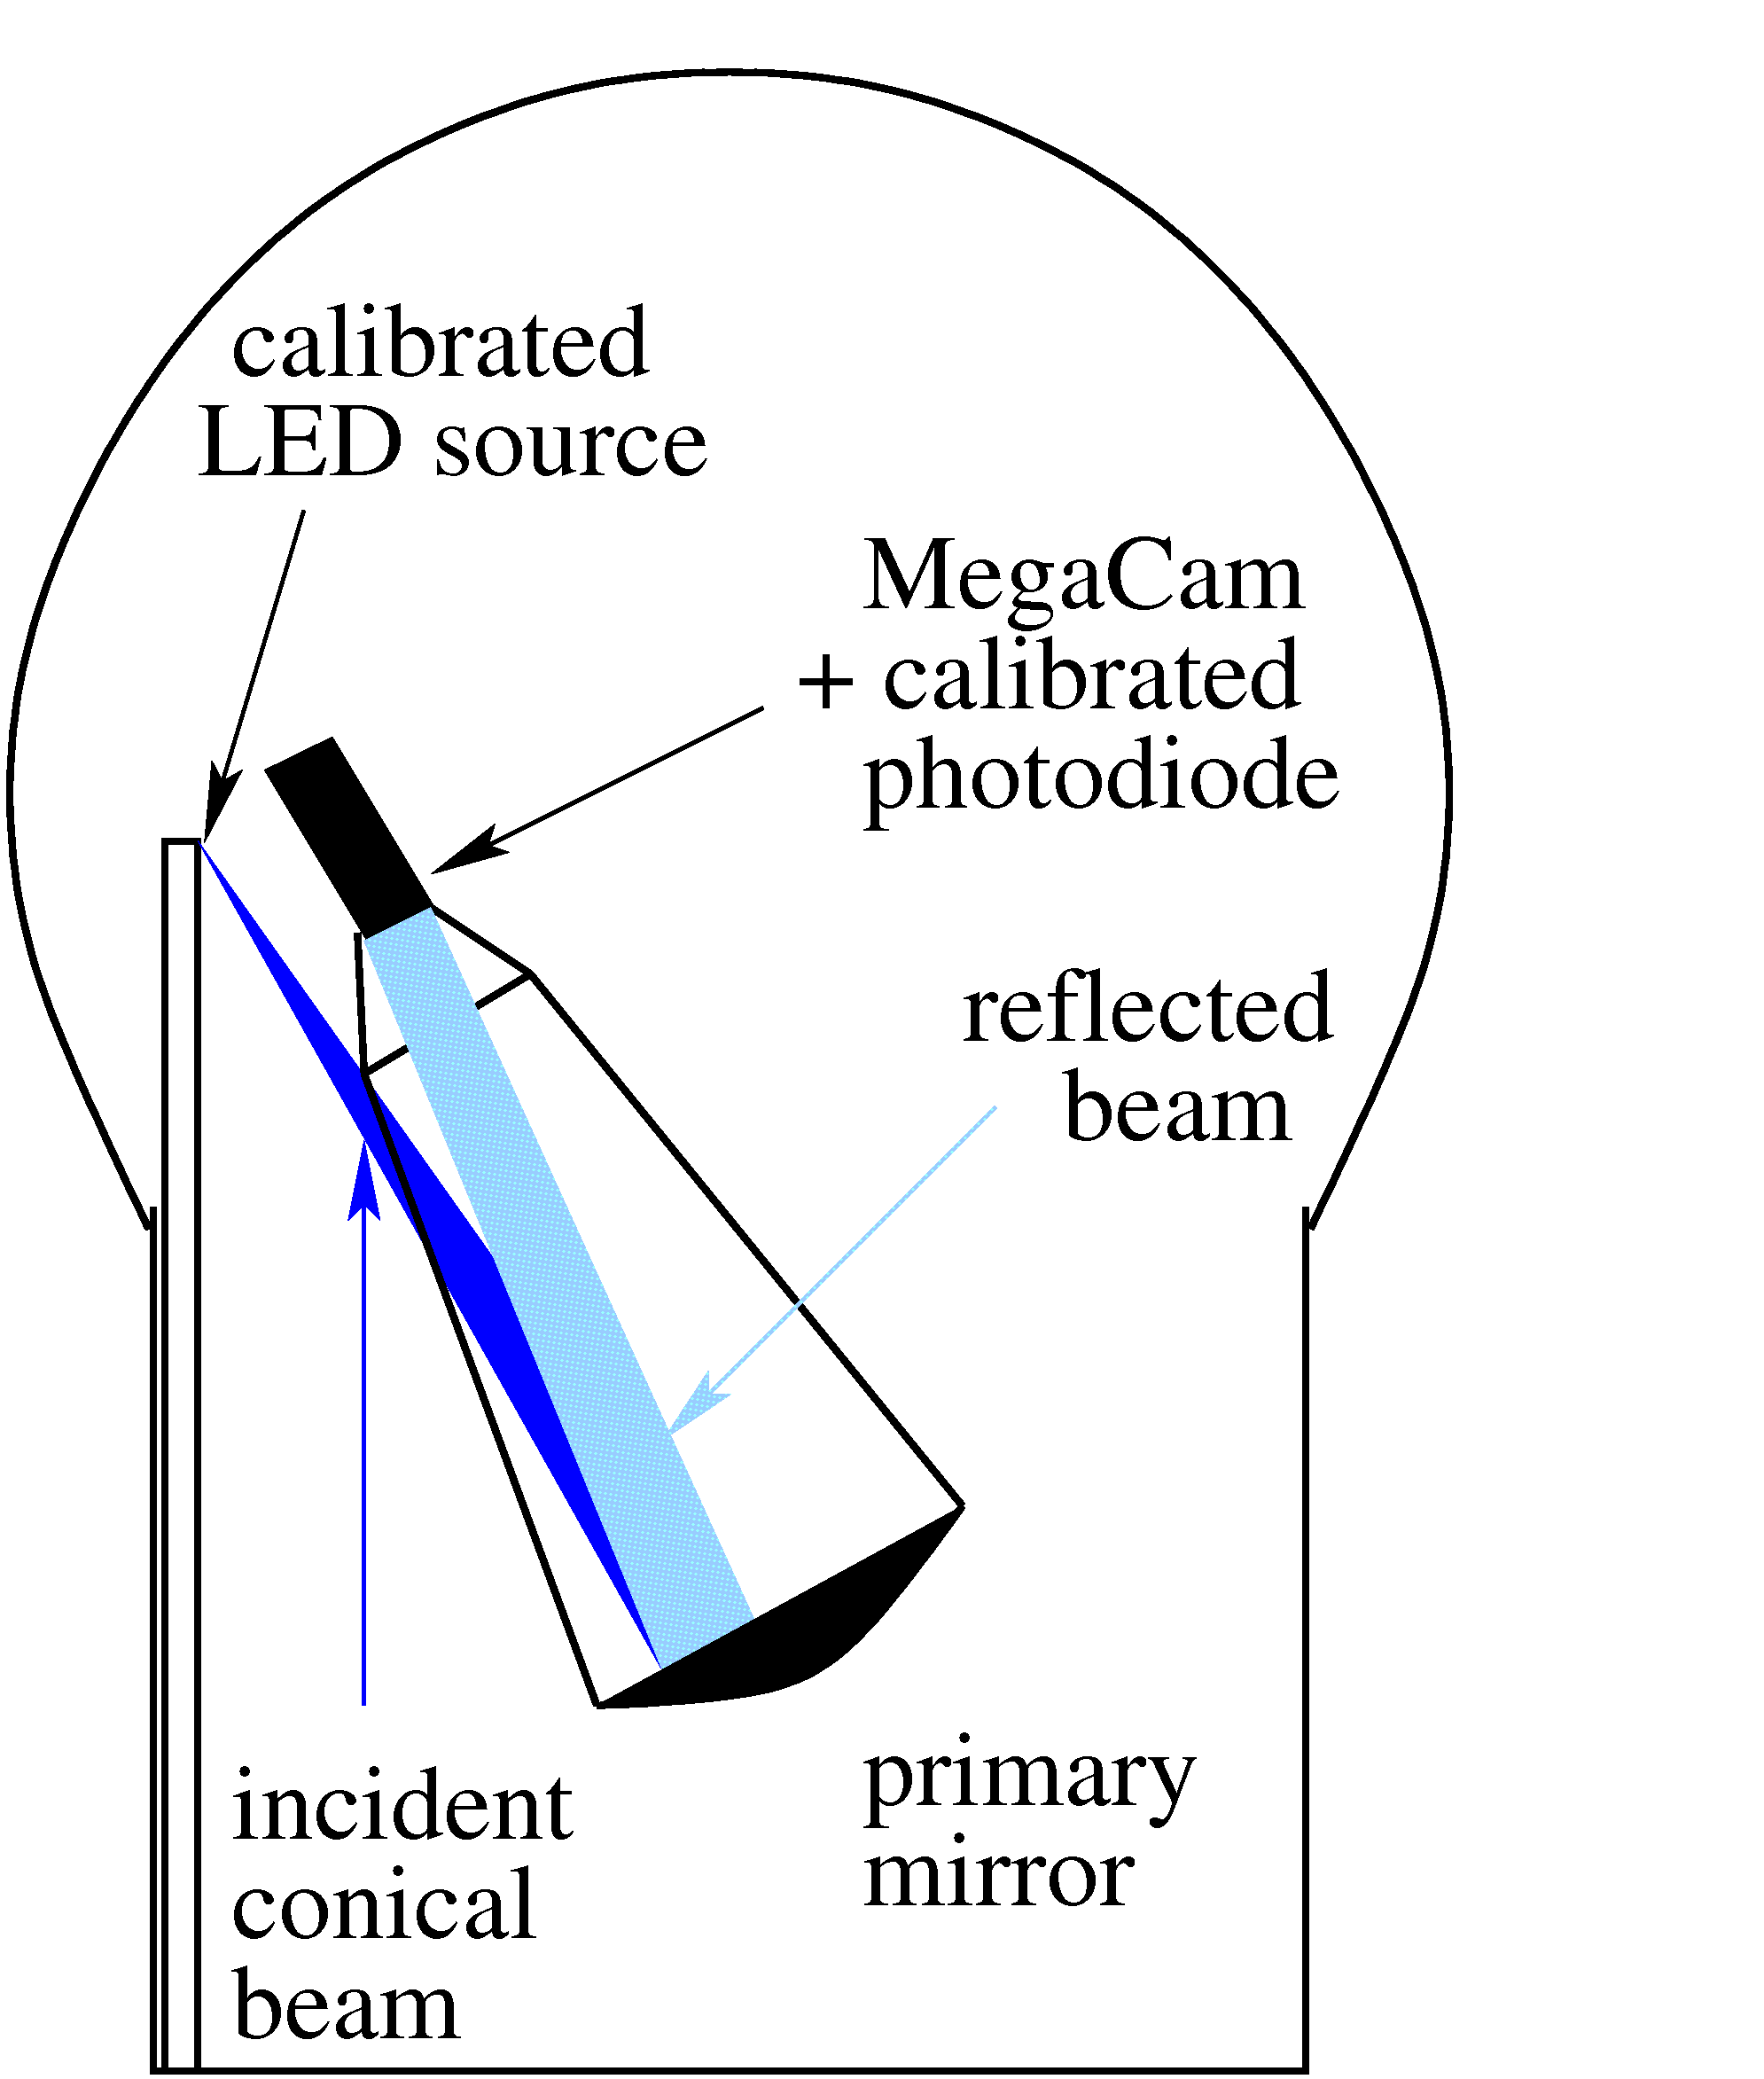 calibrated
LED source
MegaCam
+ calibrated
photodiode
reflected
beam
incident
conical
beam
primary
mirror